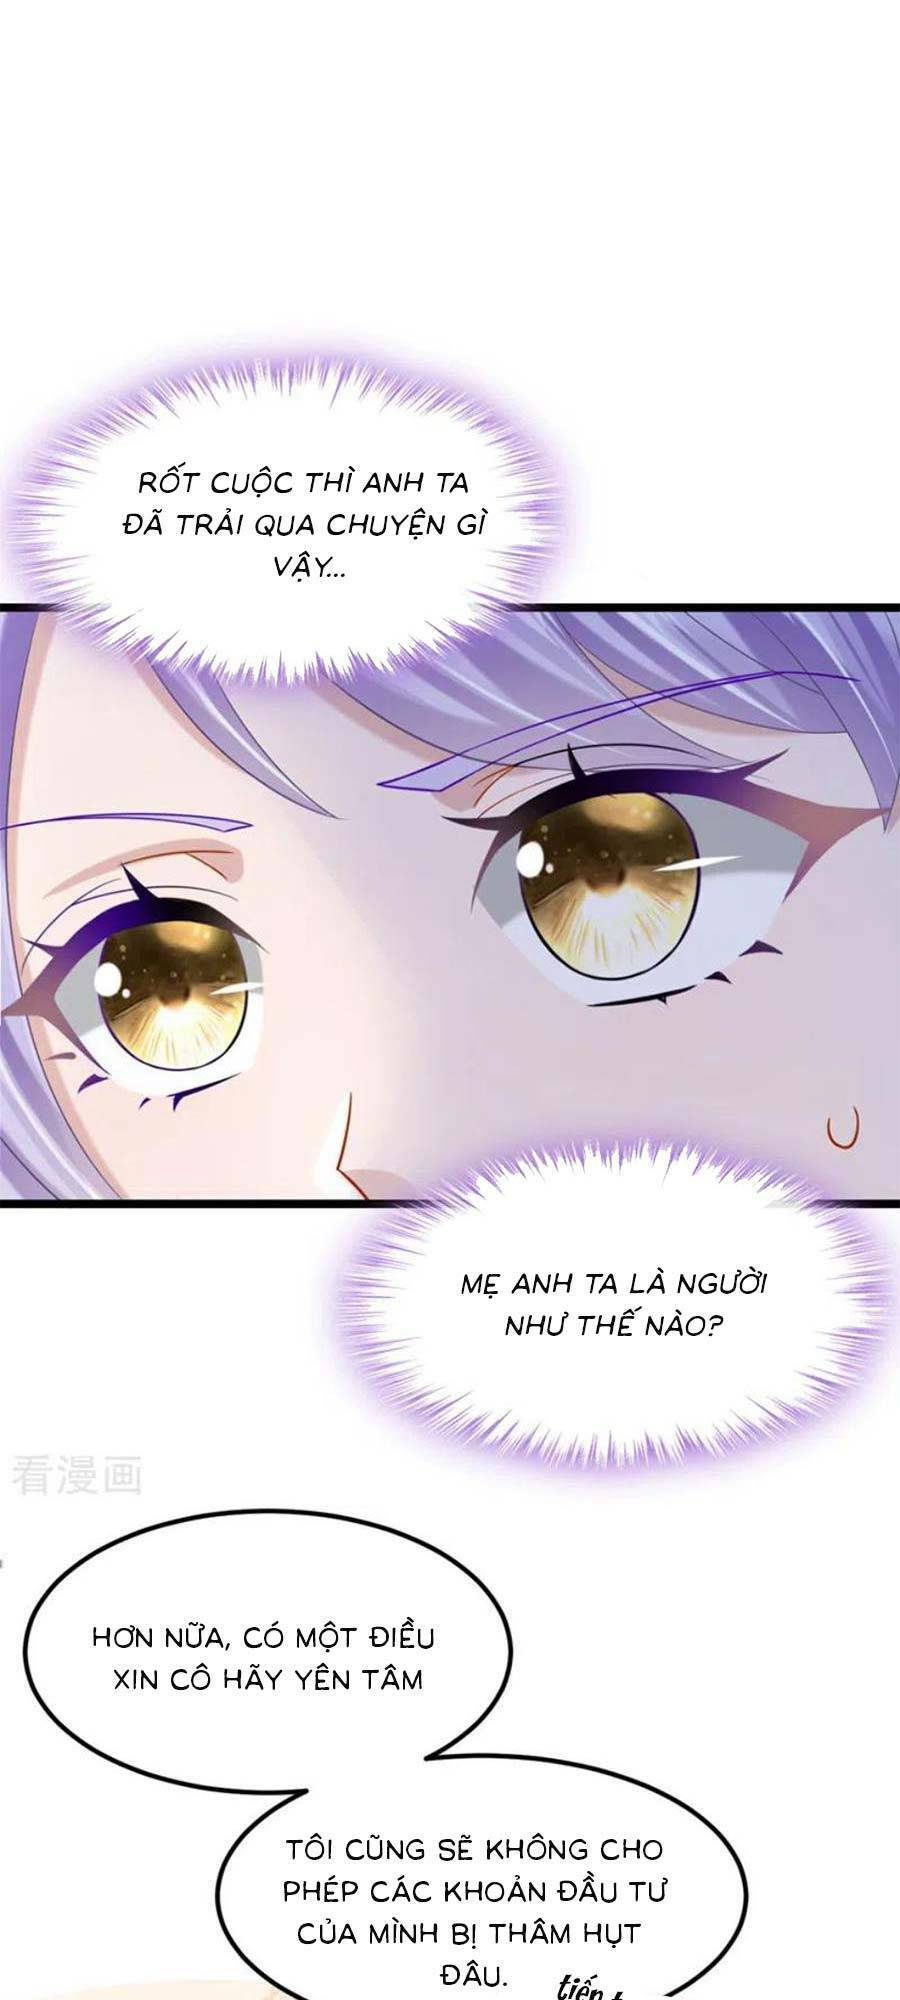 RỐT CUỘC THÌ ANH TA
ĐÃ TRẢI QUA CHUYỆN GÌ
VẬY...
MẸ ANH TA LÀ NGƯỜI
NHƯ THẾ NÀO?
看漫画
HƠN NỮA, CÓ MỘT ĐIỀU
XIN CÔ HÃY YÊN TÂM
TÔI CŨNG SẼ KHÔNG CHO
PHÉP CÁC KHOẢN ĐẦU TƯ
CỦA MÌNH BỊ THÂM HỤT
ĐÂU.
tiến